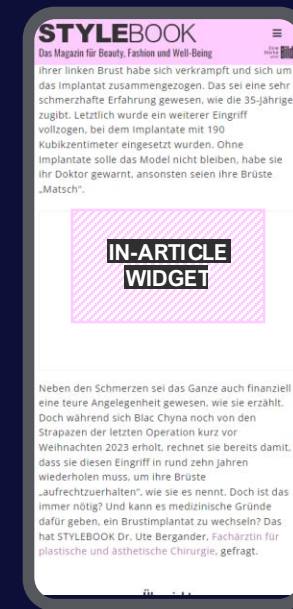 STYLEBOOK
Das Magazin für Beauty, Fashion und Well-Being
ihrer linken Brust habe sich verkrampft und sich um
das Implantat zusammengezogen. Das sei eine sehr
schmerzhafte Erfahrung gewesen, wie die 35-Jährige
zugibt. Letztlich wurde ein weiterer Eingriff
vollzogen, bei dem Implantate mit 190
Kubikzentimeter eingesetzt wurden. Ohne
Implantate solle das Model nicht bleiben, habe sie
ihr Doktor gewarnt, ansonsten seien ihre Brüste
„Matsch“.
IN-ARTICLE
WIDGET
Neben den Schmerzen sei das Ganze auch finanziell
eine teure Angelegenheit gewesen, wie sie erzählt.
Doch während sich Blac Chyna noch von den
Strapazen der letzten Operation kurz vor
Weihnachten 2023 erholt, rechnet sie bereits damit,
dass sie diesen Eingriff in rund zehn Jahren
wiederholen muss, um ihre Brüste
„aufrechtzuerhalten“, wie sie es nennt. Doch ist das
immer nötig? Und kann es medizinische Gründe
dafür geben, ein Brustimplantat zu wechseln? Das
hat STYLEBOOK Dr. Ute Bergander, Fachärztin für
plastische und ästhetische Chirurgie, gefragt.